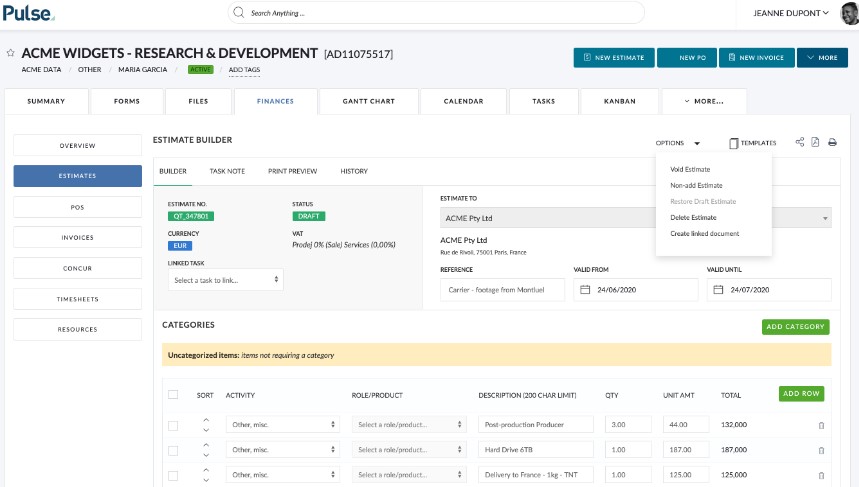 Pulse.
Search Anything ...
JEANNE DUPONT
ACME WIDGETS - RESEARCH & DEVELOPMENT [AD11075517]
ACME DATA / OTHER / MARIA GARCIA / ACTIVE / ADD TAGS
NEW ESTIMATE
NEW PO
NEW INVOICE
MORE
SUMMARY
FORMS
FILES
FINANCES
GANTT CHART
CALENDAR
TASKS
KANBAN
MORE...
OVERVIEW
ESTIMATES
POS
INVOICES
CONCUR
TIMESHEETS
RESOURCES
ESTIMATE BUILDER
OPTIONS
TEMPLATES
Void Estimate
Non-add Estimate
Restore Draft Estimate
Delete Estimate
Create linked document
BUILDER
TASK NOTE
PRINT PREVIEW
HISTORY
ESTIMATE NO.
QT_347801
STATUS
DRAFT
CURRENCY
EUR
VAT
Prodej 0% (Sale) Services (0,00%)
LINKED TASK
Select a task to link...
ESTIMATE TO
ACME Pty Ltd
ACME Pty Ltd
Rue de Rivoli, 75001 Paris, France
REFERENCE
Carrier - footage from Montluel
VALID FROM
24/06/2020
VALID UNTIL
24/07/2020
CATEGORIES
ADD CATEGORY
Uncategorized items: items not requiring a category
SORT ACTIVITY ROLE/PRODUCT DESCRIPTION (200 CHAR LIMIT) QTY UNIT AMT TOTAL ADD ROW
Other, misc. Select a role/product... Post-production Producer 3.00 44.00 132,000
Other, misc. Select a role/product... Hard Drive 6TB 1.00 187.00 187,000
Other, misc. Select a role/product... Delivery to France - 1kg - TNT 1.00 125.00 125,000